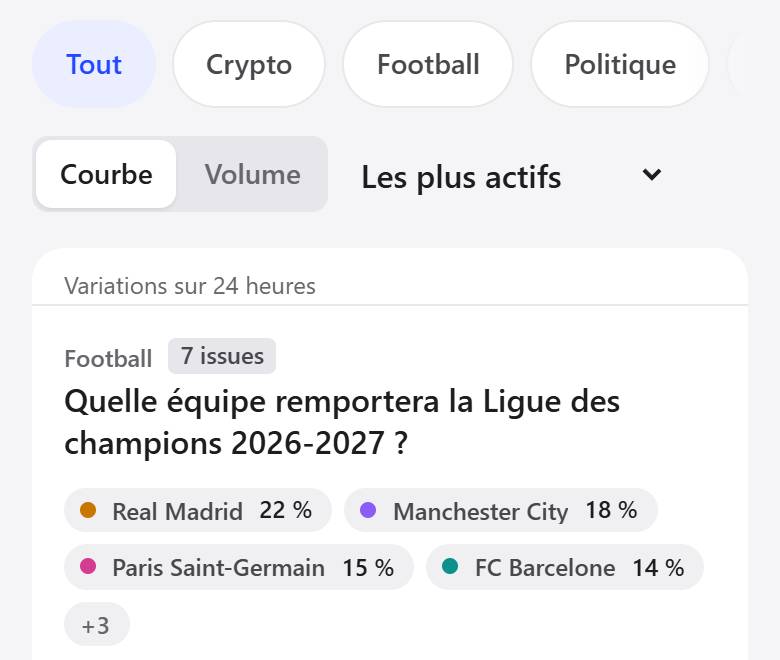 Tout Crypto Football Politique
Courbe Volume Les plus actifs
Variations sur 24 heures
Football 7 issues
Quelle équipe remportera la Ligue des
champions 2026-2027 ?
Real Madrid 22 % Manchester City 18 %
Paris Saint-Germain 15 % FC Barcelone 14 %
+3